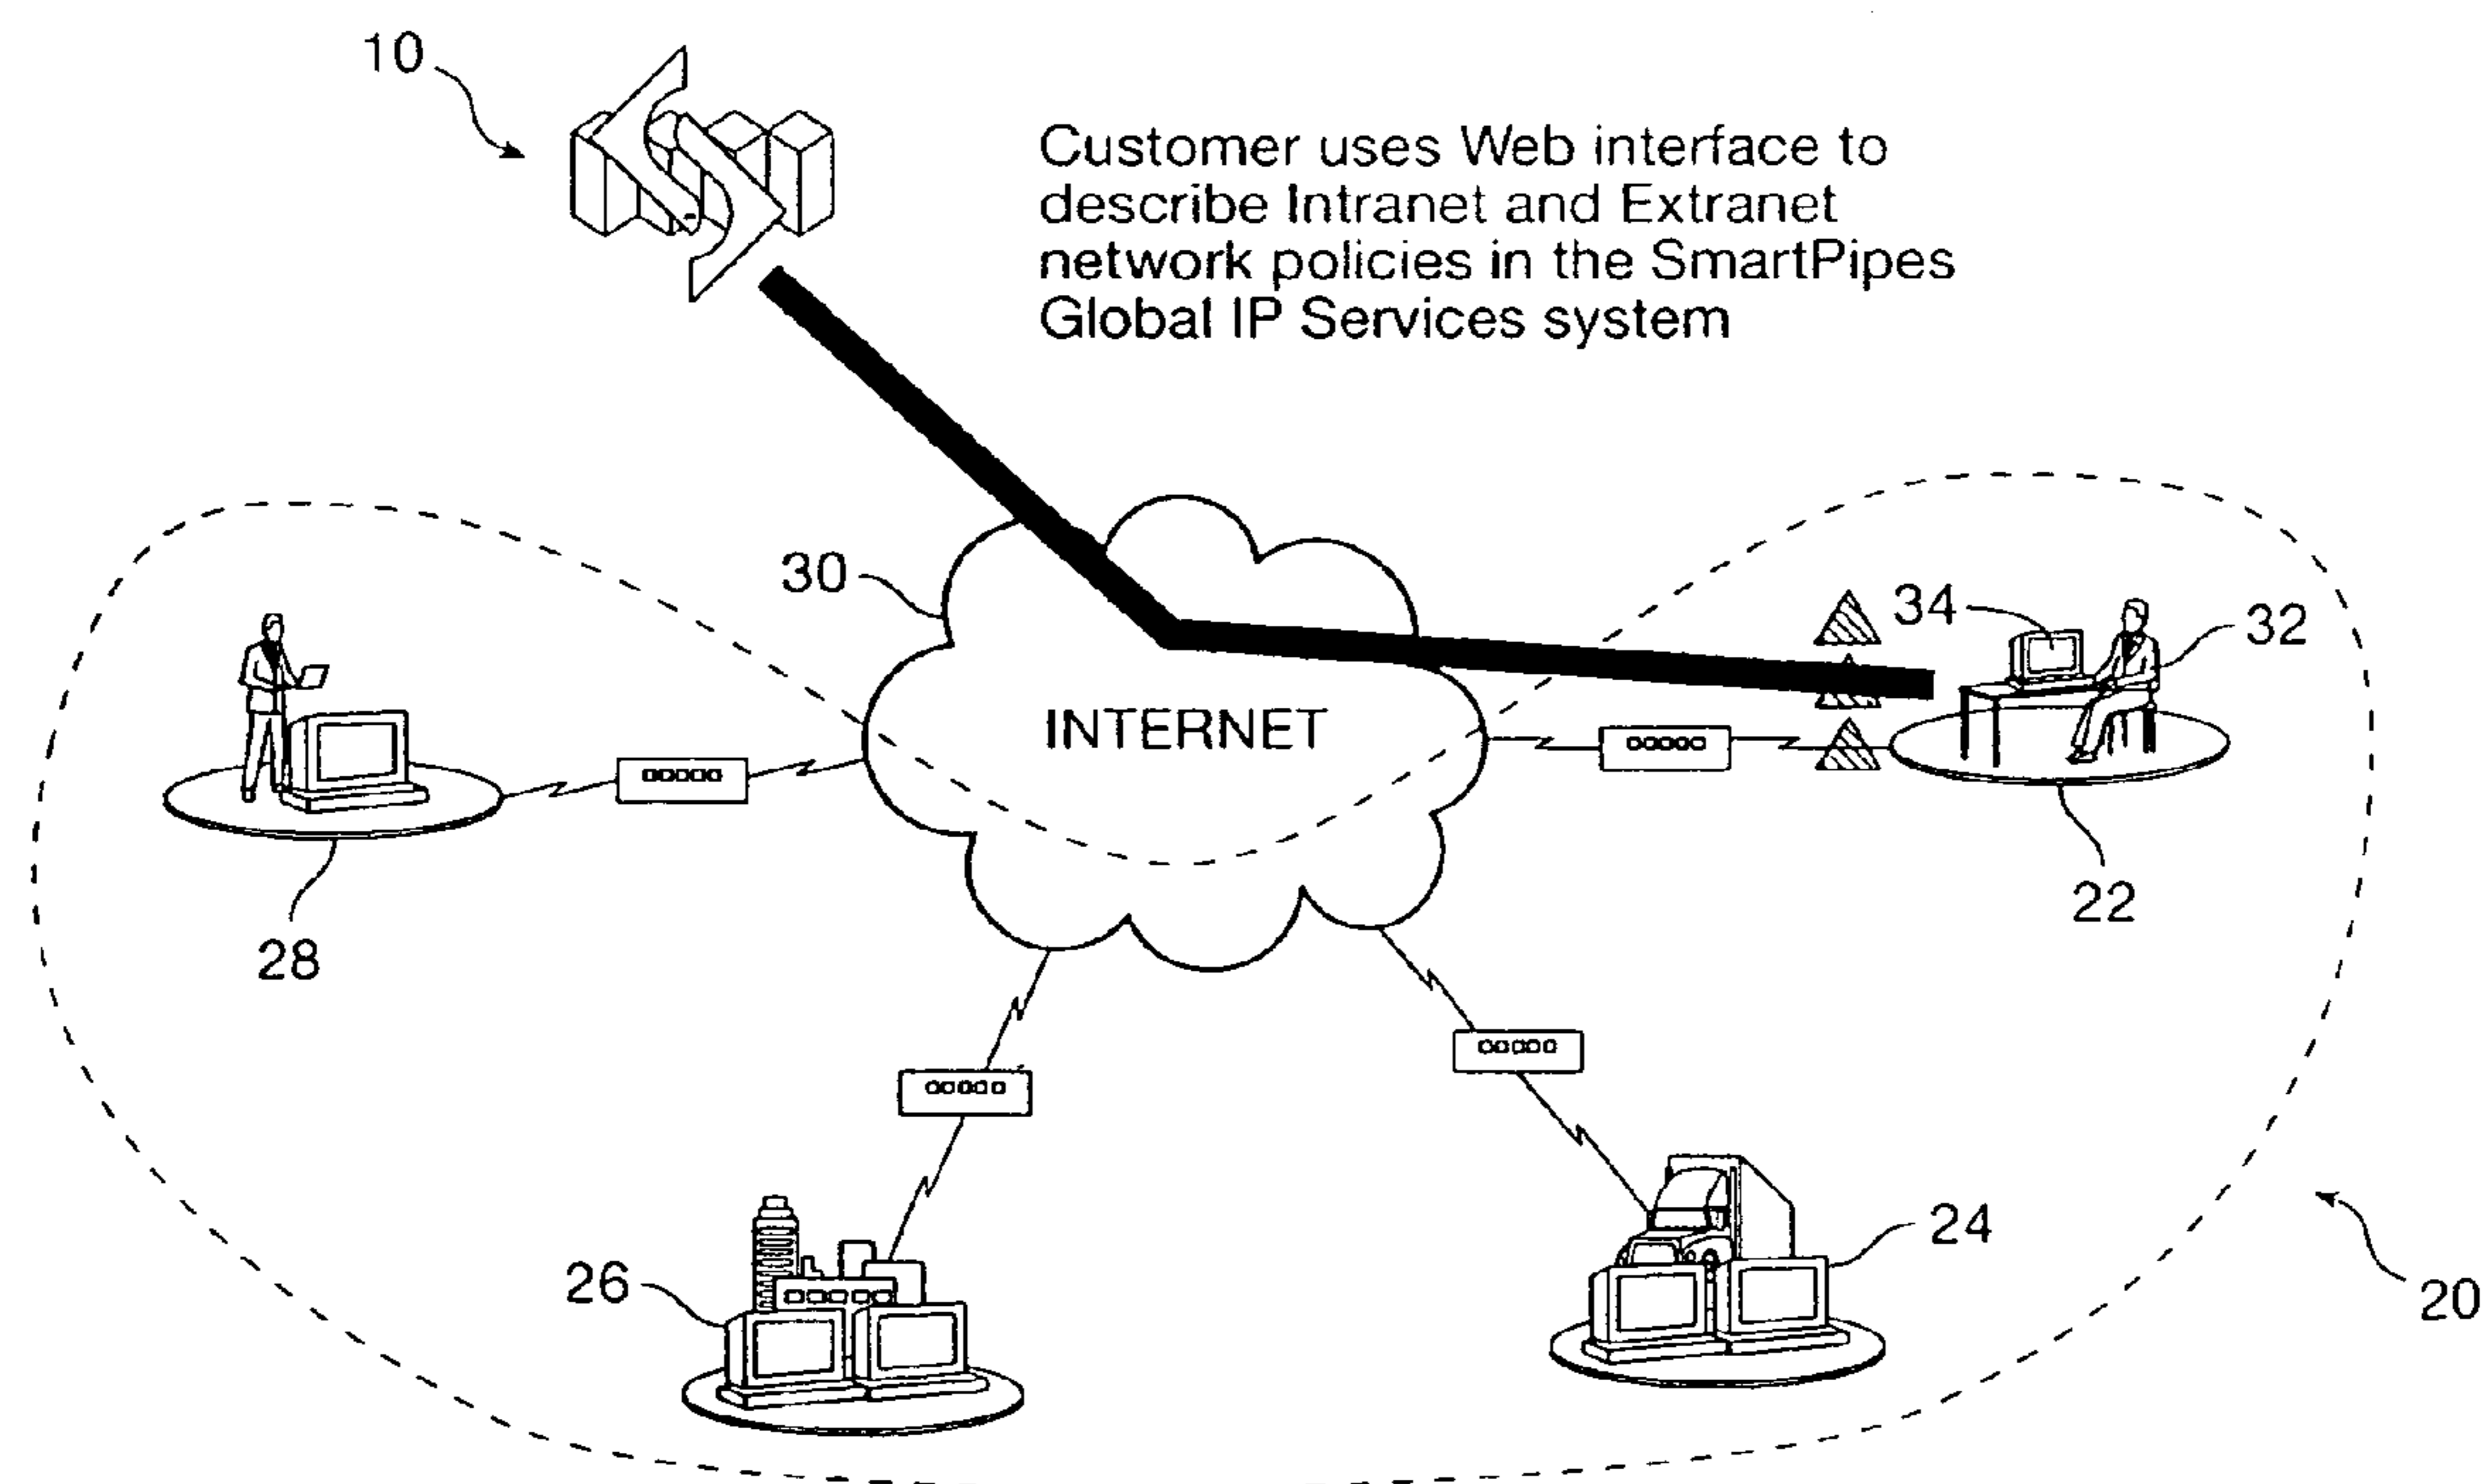 10
Customer uses Web interface to
describe Intranet and Extranet
network policies in the SmartPipes
Global IP Services system
30
34
32
INTERNET
22
28
24
26
20